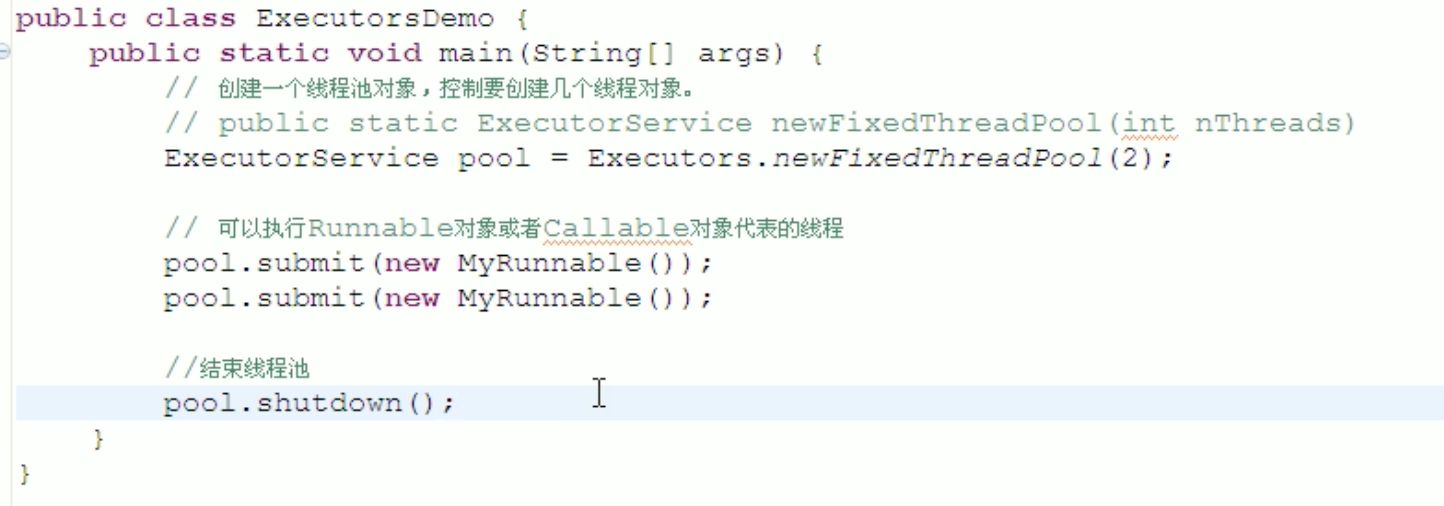 public class ExecutorsDemo {
public static void main(String[] args) {
// 创建一个线程池对象，控制要创建几个线程对象。
// public static ExecutorService newFixedThreadPool(int nThreads)
ExecutorService pool = Executors.newFixedThreadPool(2);
// 可以执行Runnable对象或者Callable对象代表的线程
pool.submit(new MyRunnable());
pool.submit(new MyRunnable());
//结束线程池
pool.shutdown();
}
}